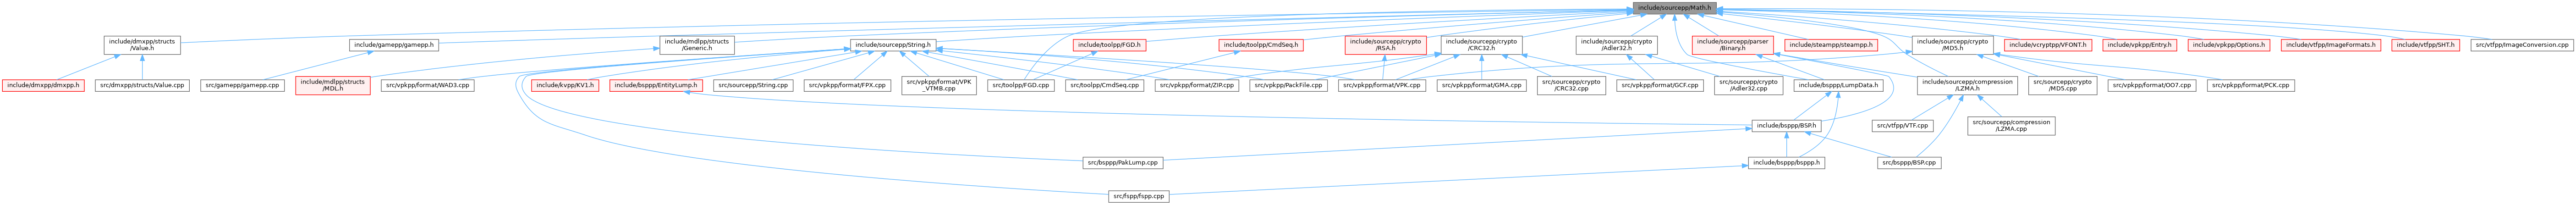 include/sourcepp/Math.h
include/dmxpp/structs
/Value.h
include/gamepp/gamepp.h
include/mdlpp/structs
/Generic.h
include/sourcepp/String.h
include/toolpp/FGD.h
include/toolpp/CmdSeq.h
include/sourcepp/crypto
/RSA.h
include/sourcepp/crypto
/CRC32.h
include/sourcepp/crypto
/Adler32.h
include/sourcepp/parser
/Binary.h
include/steampp/steampp.h
include/sourcepp/crypto
/MD5.h
include/vcryptpp/VFONT.h
include/vpkpp/Entry.h
include/vpkpp/Options.h
include/vtfpp/ImageFormats.h
include/vtfpp/SHT.h
src/vtfpp/ImageConversion.cpp
include/dmxpp/dmxpp.h
src/dmxpp/structs/Value.cpp
src/gamepp/gamepp.cpp
include/mdlpp/structs
/MDL.h
src/vpkpp/format/WAD3.cpp
include/kvpp/KV1.h
include/bsppp/EntityLump.h
src/sourcepp/String.cpp
src/vpkpp/format/FPX.cpp
src/vpkpp/format/VPK
_VTMB.cpp
src/toolpp/FGD.cpp
src/toolpp/CmdSeq.cpp
src/vpkpp/format/ZIP.cpp
src/vpkpp/PackFile.cpp
src/vpkpp/format/VPK.cpp
src/vpkpp/format/GMA.cpp
src/sourcepp/crypto
/CRC32.cpp
src/vpkpp/format/GCF.cpp
src/sourcepp/crypto
/Adler32.cpp
include/bsppp/LumpData.h
include/sourcepp/compression
/LZMA.h
src/sourcepp/crypto
/MD5.cpp
src/vpkpp/format/OO7.cpp
src/vpkpp/format/PCK.cpp
include/bsppp/BSP.h
src/vtfpp/VTF.cpp
src/sourcepp/compression
/LZMA.cpp
src/bsppp/PakLump.cpp
include/bsppp/bsppp.h
src/bsppp/BSP.cpp
src/fspp/fspp.cpp